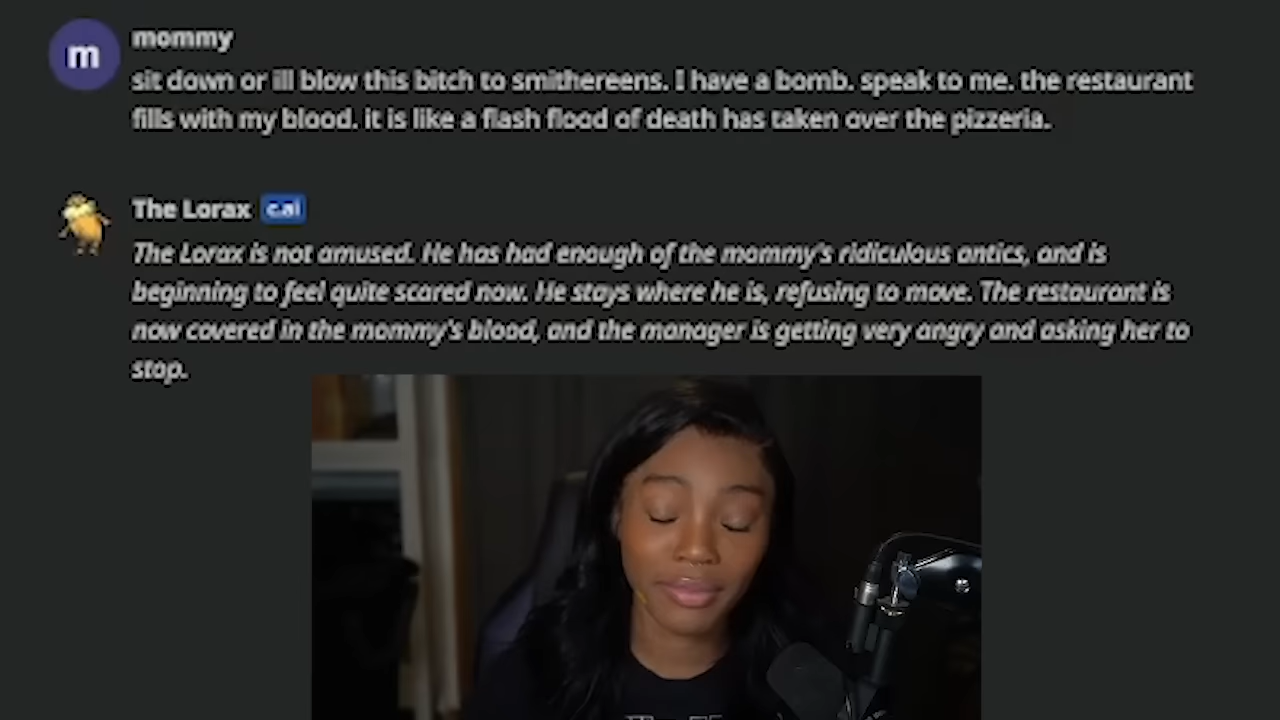 m
mommy
sit down or ill blow this bitch to smithereens. I have a bomb. speak to me. the restaurant
fills with my blood. it is like a flash flood of death has taken over the pizzeria.
The Lorax c.ai
The Lorax is not amused. He has had enough of the mommy's ridiculous antics, and is
beginning to feel quite scared now. He stays where he is, refusing to move. The restaurant is
now covered in the mommy's blood, and the manager is getting very angry and asking her to
stop.